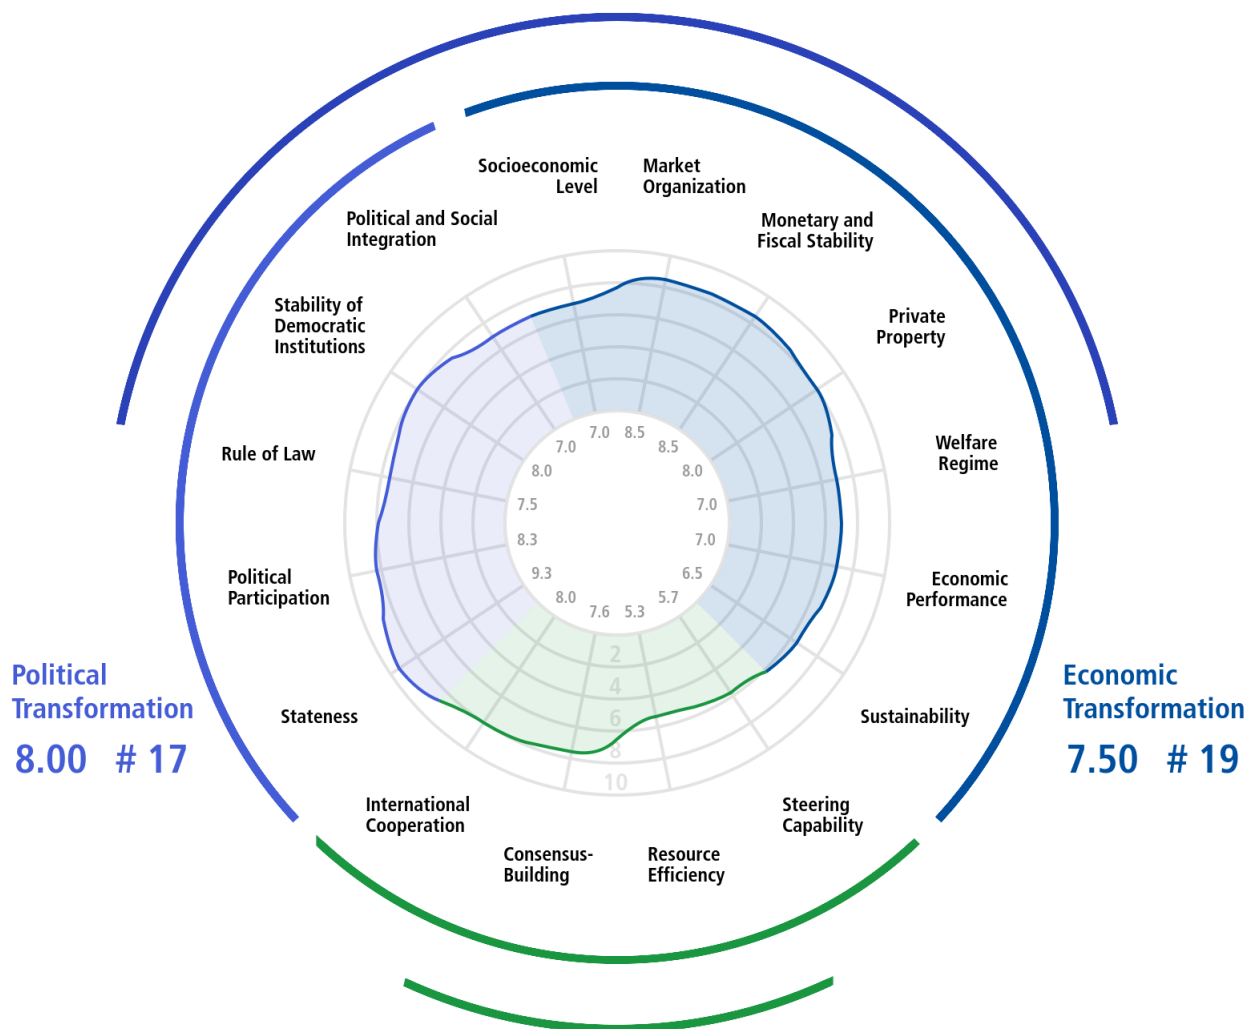 Socioeconomic
Level
Market
Organization
Political and Social
Integration
Monetary and
Fiscal Stability
Stability of
Democratic
Institutions
Private
Property
Rule of Law
Welfare
Regime
Political
Participation
Economic
Performance
Stateness
Sustainability
International
Cooperation
Consensus-
Building
Resource
Efficiency
Steering
Capability
7.0
8.5
7.0
8.5
8.0
8.0
7.5
7.0
8.3
7.0
9.3
6.5
8.0
7.6
5.3
5.7
2
4
6
8
10
Political
Transformation
8.00 # 17
Economic
Transformation
7.50 # 19